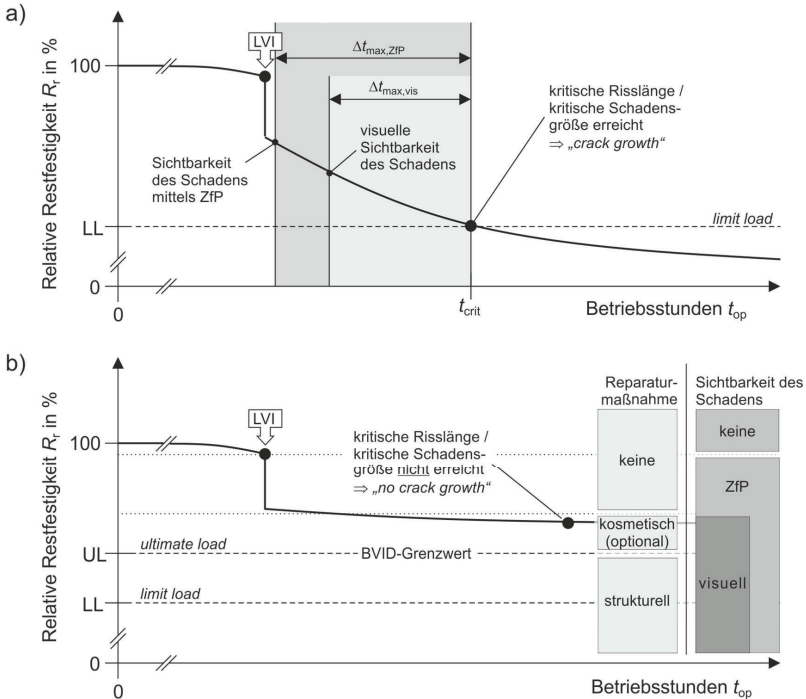 a)
Relative Restfestigkeit Rr in %
100
LL
0
0
LVI
Δtmax,ZfP
Δtmax,vis
Sichtbarkeit
des Schadens
mittels ZfP
visuelle
Sichtbarkeit
des Schadens
kritische Risslänge /
kritische Schadens-
größe erreicht
⇒ „crack growth“
limit load
tcrit
Betriebsstunden top
b)
Relative Restfestigkeit Rr in %
100
UL
LL
0
0
LVI
kritische Risslänge /
kritische Schadens-
größe nicht erreicht
⇒ „no crack growth“
ultimate load
BVID-Grenzwert
limit load
Reparatur-
maßnahme
keine
kosmetisch
(optional)
strukturell
Sichtbarkeit des
Schadens
keine
ZfP
visuell
Betriebsstunden top